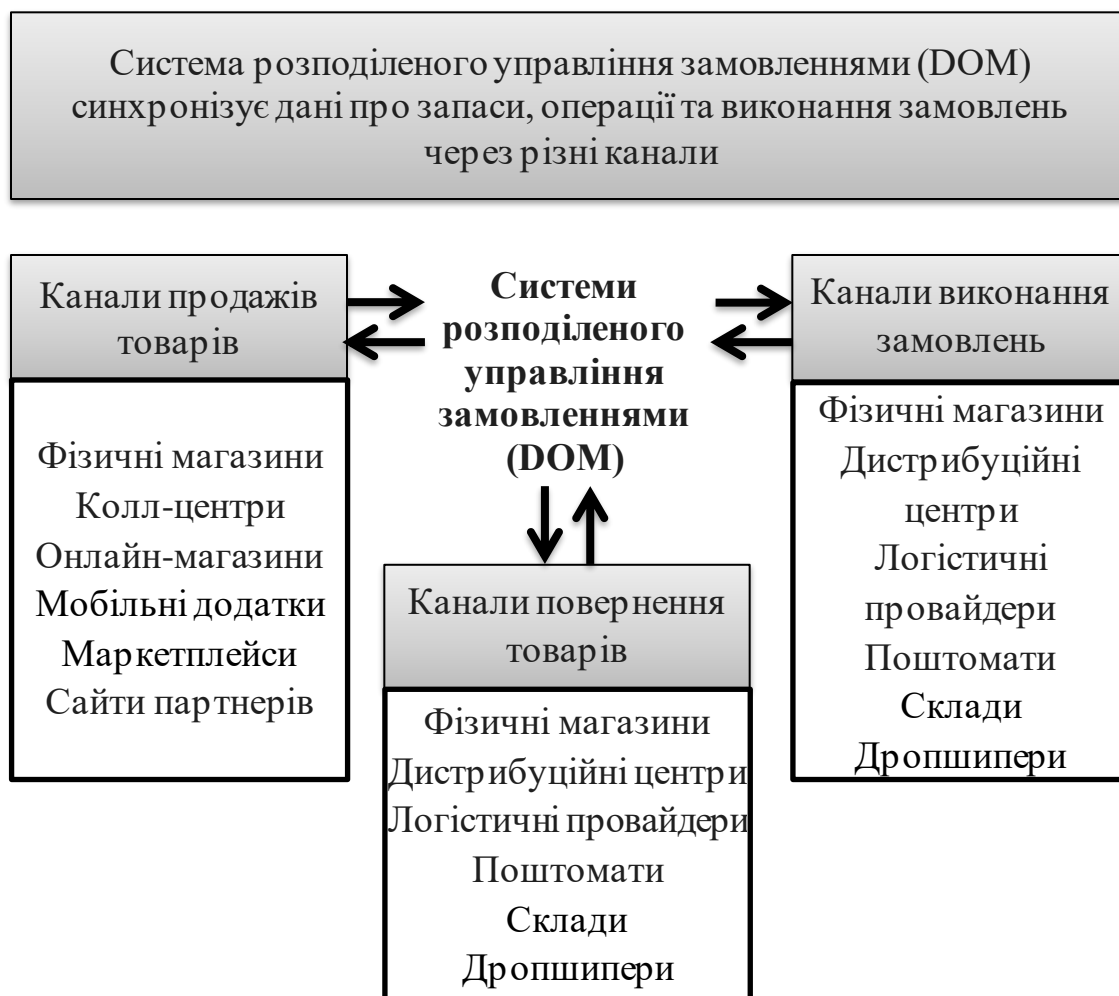 Система розподіленого управління замовленнями (DOM)
синхронізує дані про запаси, операції та виконання замовлень
через різні канали
Канали продажів
товарів
Фізичні магазини
Колл-центри
Онлайн-магазини
Мобільні додатки
Маркетплейси
Сайти партнерів
Системи
розподіленого
управління
замовленнями
(DOM)
Канали повернення
товарів
Фізичні магазини
Дистрибуційні центри
Логістичні провайдери
Поштомати
Склади
Дропшипери
Канали виконання
замовлень
Фізичні магазини
Дистрибуційні
центри
Логістичні
провайдери
Поштомати
Склади
Дропшипери